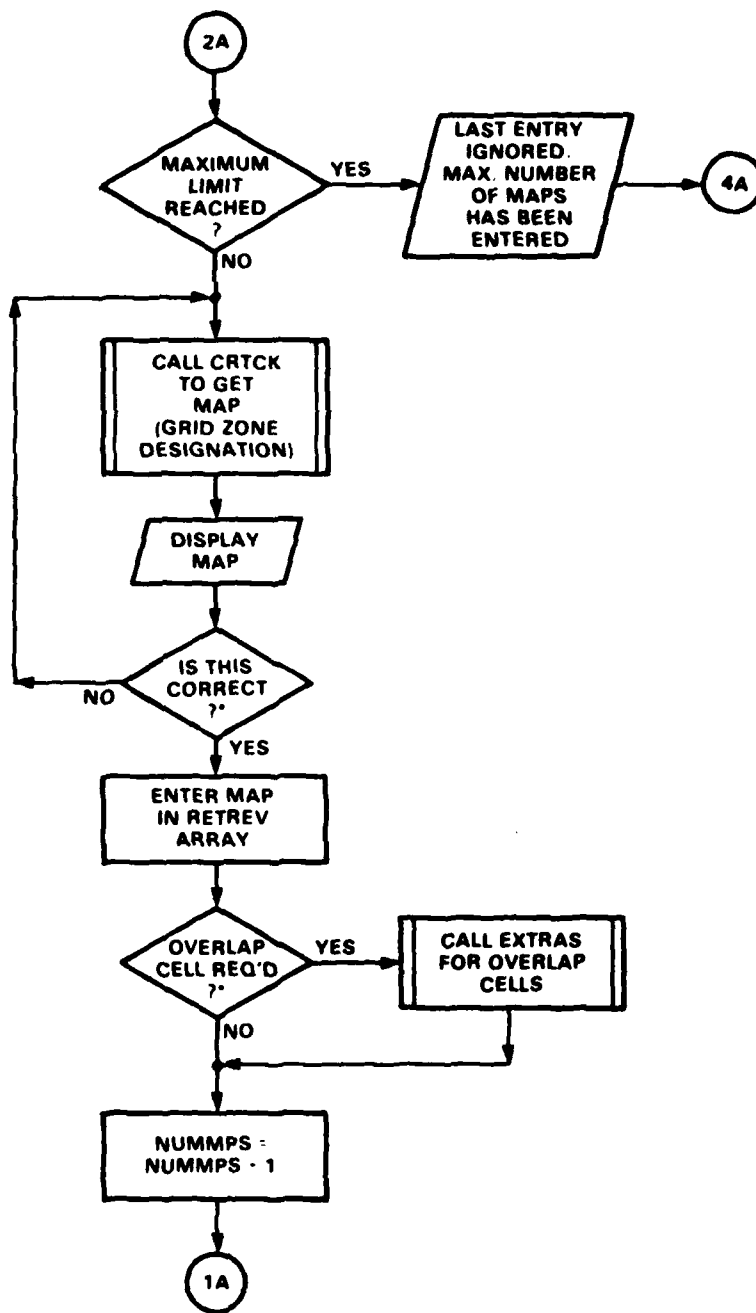 2A
MAXIMUM
LIMIT
REACHED
?
YES
LAST ENTRY
IGNORED.
MAX. NUMBER
OF MAPS
HAS BEEN
ENTERED
4A
NO
CALL CRTCK
TO GET
MAP
(GRID ZONE
DESIGNATION)
DISPLAY
MAP
IS THIS
CORRECT
?*
NO
YES
ENTER MAP
IN RETREV
ARRAY
OVERLAP
CELL REQ'D
?*
YES
CALL EXTRAS
FOR OVERLAP
CELLS
NO
NUMMPS =
NUMMPS - 1
1A